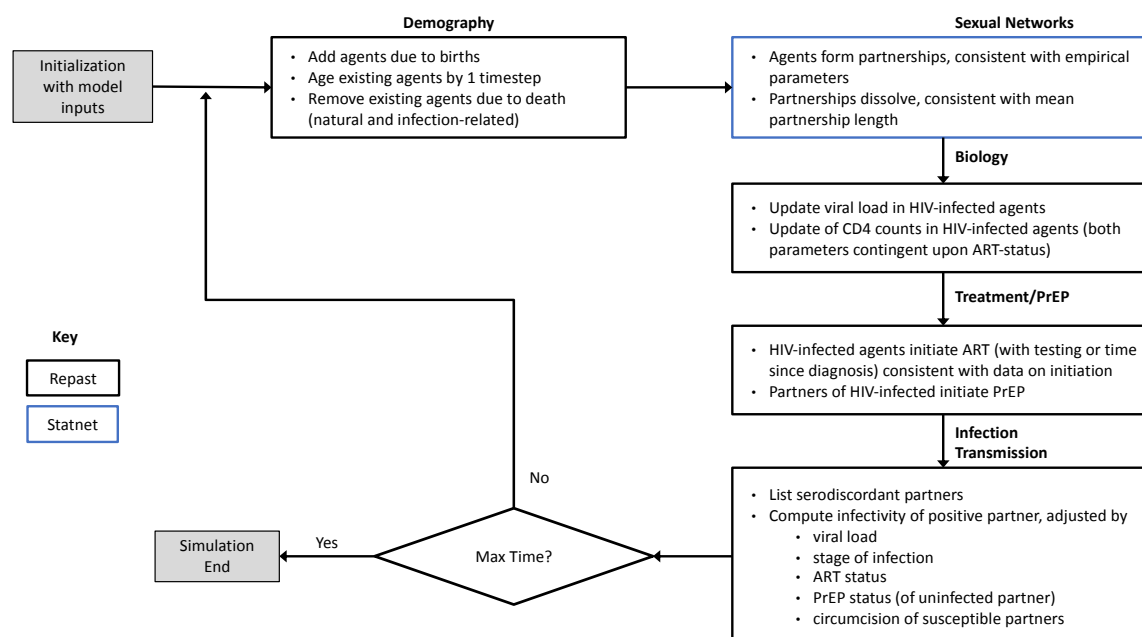 Demography
Sexual Networks
Initialization
with model
inputs
• Add agents due to births
• Age existing agents by 1 timestep
• Remove existing agents due to death
(natural and infection-related)
• Agents form partnerships, consistent with empirical
parameters
• Partnerships dissolve, consistent with mean
partnership length
Biology
• Update viral load in HIV-infected agents
• Update of CD4 counts in HIV-infected agents (both
parameters contingent upon ART-status)
Treatment/PrEP
• HIV-infected agents initiate ART (with testing or time
since diagnosis) consistent with data on initiation
• Partners of HIV-infected initiate PrEP
Infection
Transmission
• List serodiscordant partners
• Compute infectivity of positive partner, adjusted by
• viral load
• stage of infection
• ART status
• PrEP status (of uninfected partner)
• circumcision of susceptible partners
Max Time?
No
Yes
Simulation
End
Key
Repast
Statnet